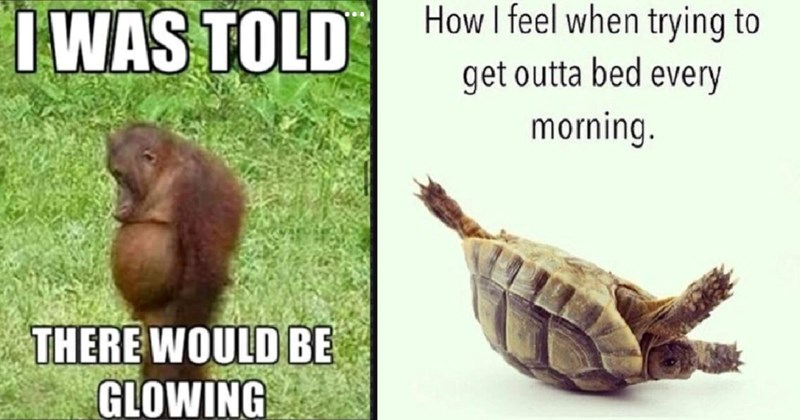 I WAS TOLD
THERE WOULD BE
GLOWING
How I feel when trying to
get outta bed every
morning.